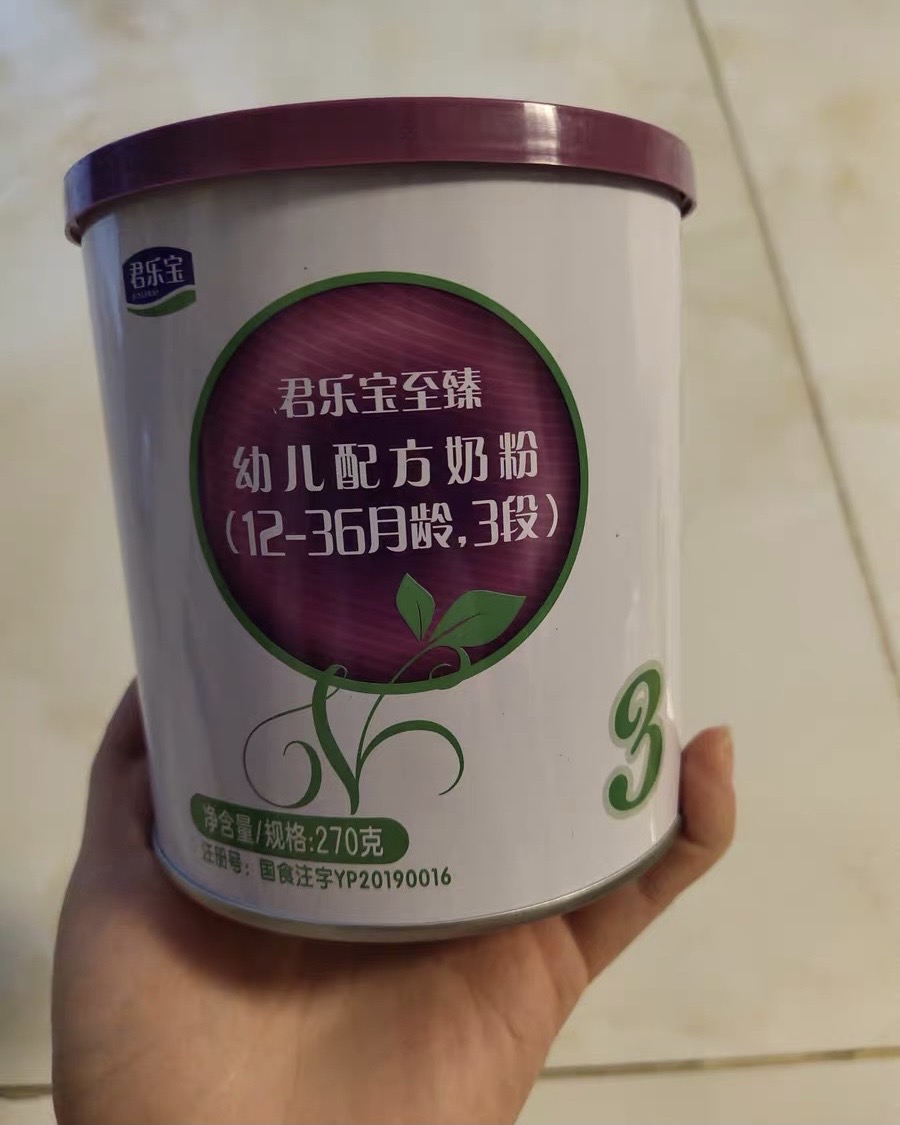 君乐宝
君乐宝至臻
幼儿配方奶粉
(12-36月龄,3段)
3
净含量/规格:270克
注册号：国食注字YP20190016